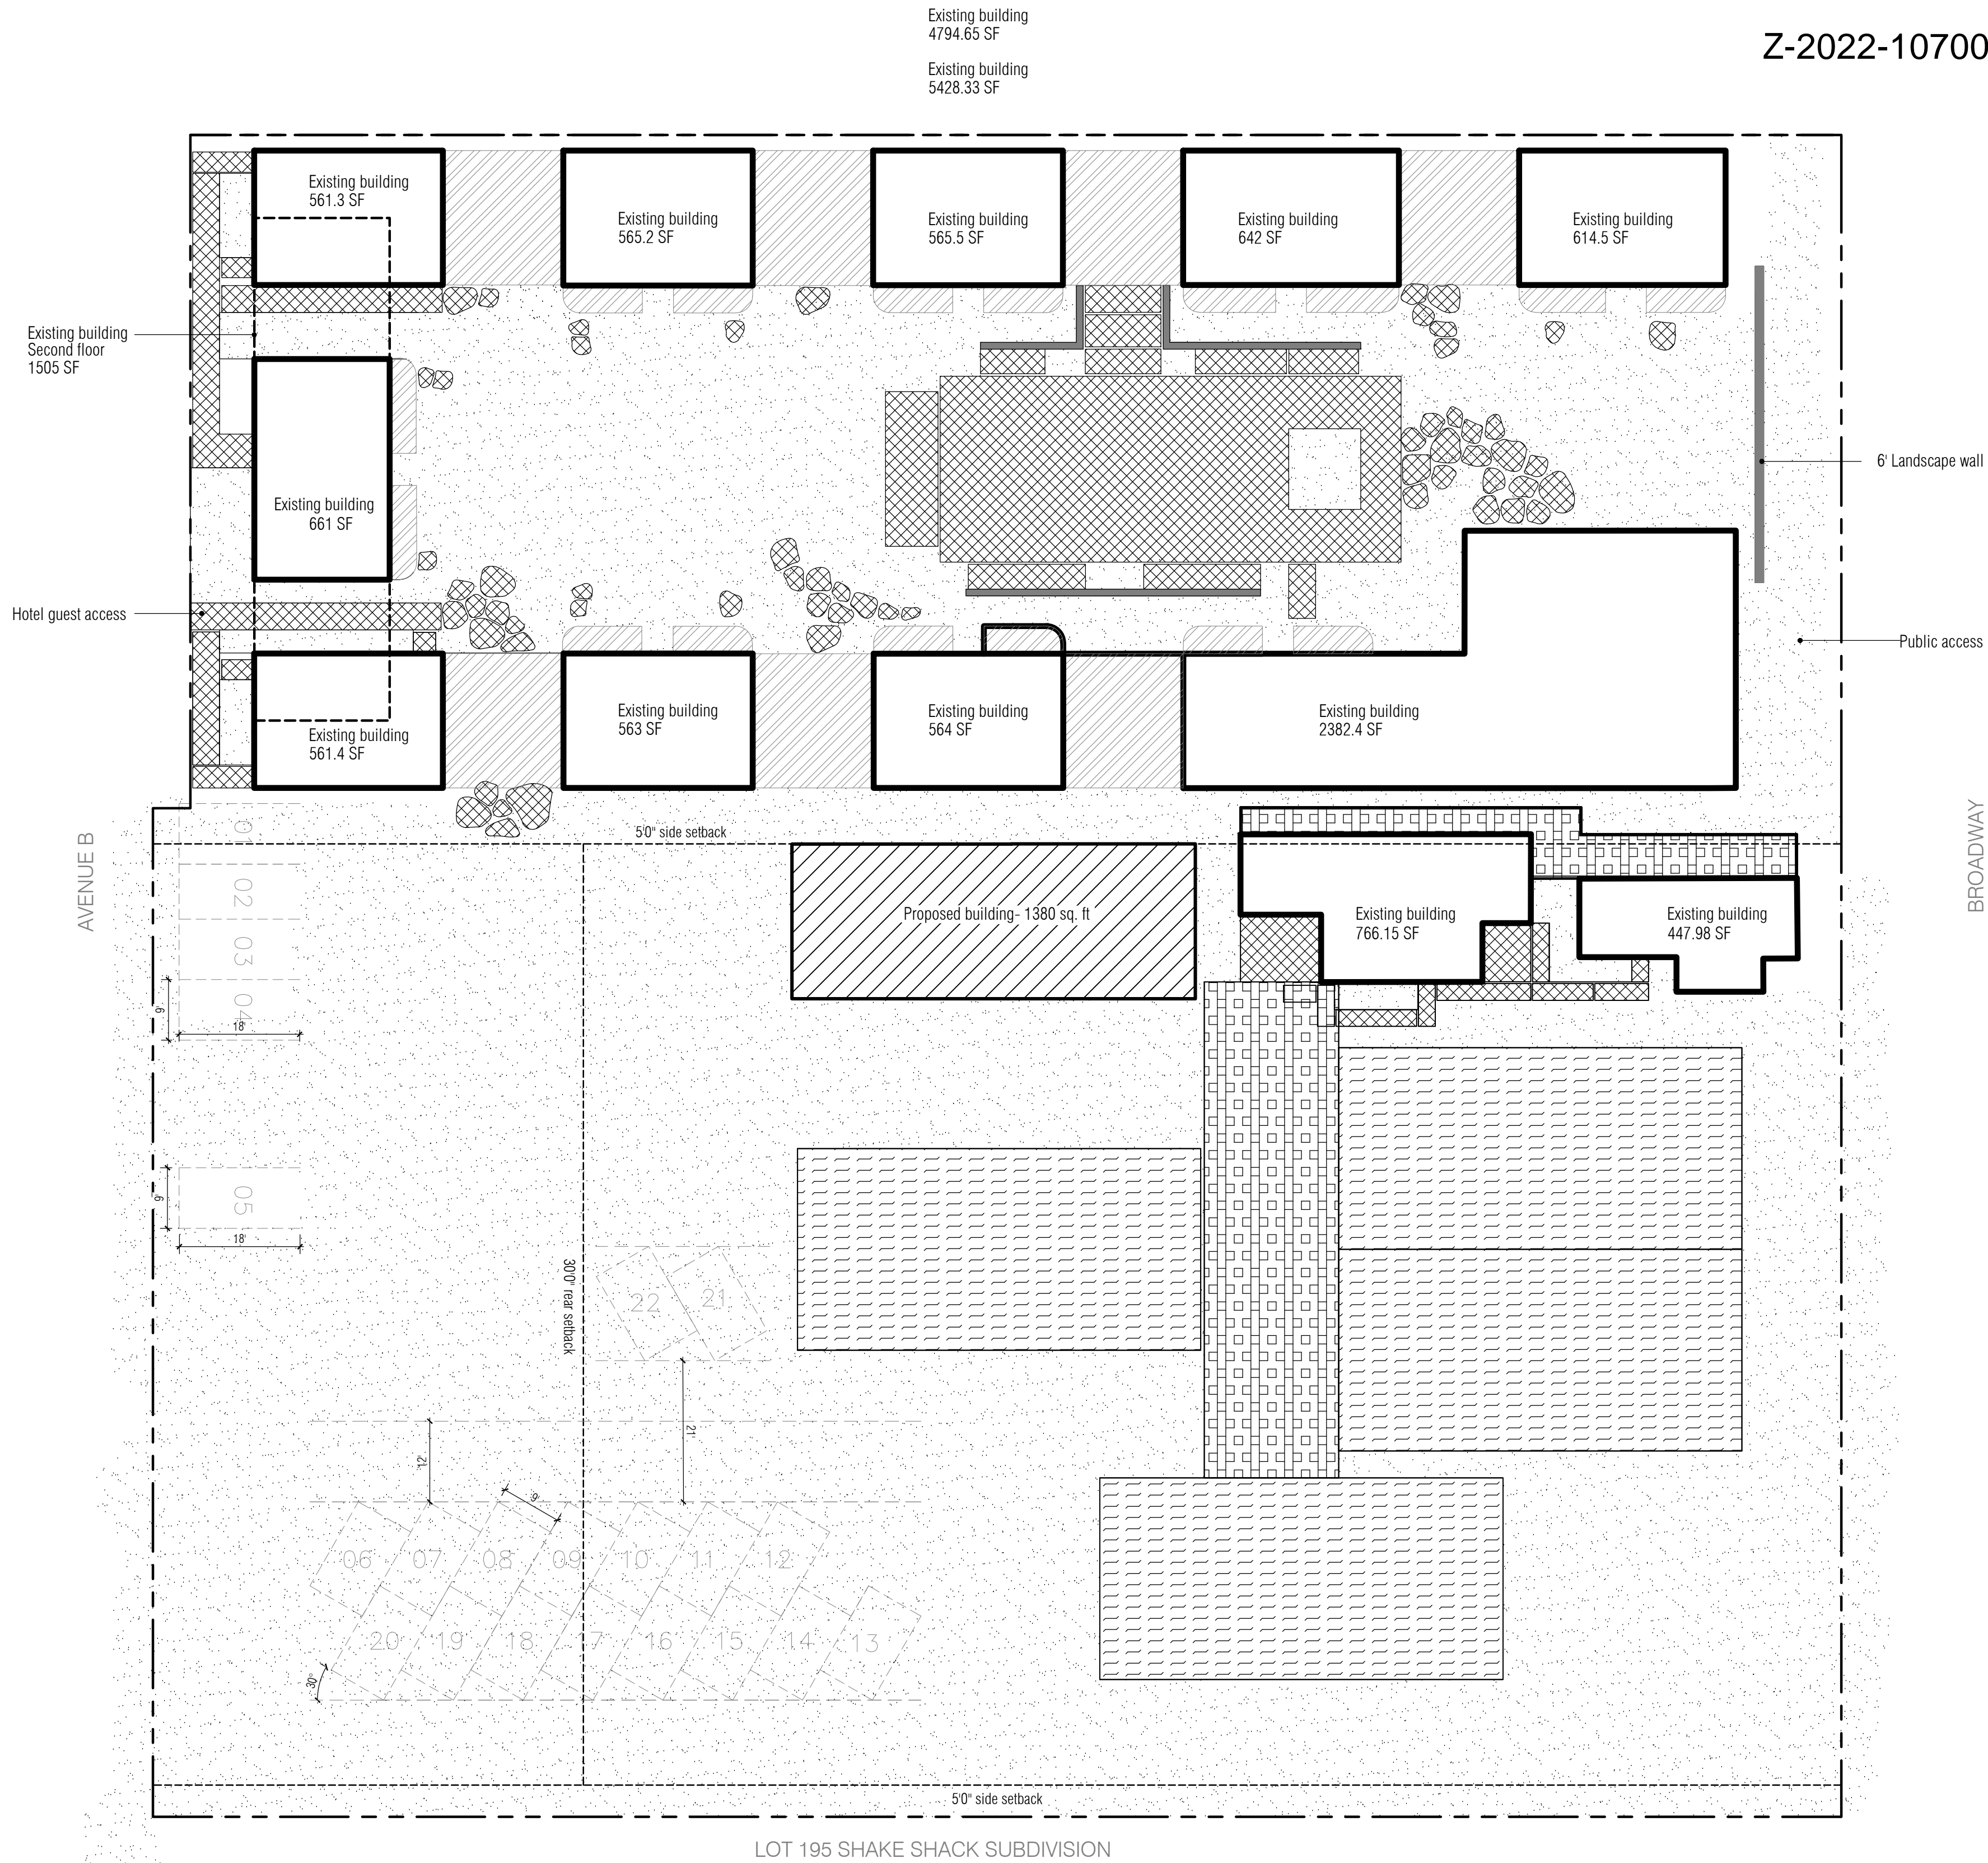 Existing building
4794.65 SF
Z-2022-10700
Existing building
5428.33 SF
Existing building
561.3 SF
Existing building
565.2 SF
Existing building
565.5 SF
Existing building
642 SF
Existing building
614.5 SF
Existing building
Second floor
1505 SF
6' Landscape wall
Existing building
661 SF
Hotel guest access
Public access
Existing building
561.4 SF
Existing building
563 SF
Existing building
564 SF
Existing building
2382.4 SF
5'0" side setback
AVENUE B
BROADWAY
01
02
03
04
9'
18'
Proposed building- 1380 sq. ft
Existing building
766.15 SF
Existing building
447.98 SF
05
9'
18'
30'0" rear setback
22
21
21'
12'
9'
06
07
08
09
10
11
12
20
19
18
17
16
15
14
13
30°
5'0" side setback
LOT 195 SHAKE SHACK SUBDIVISION